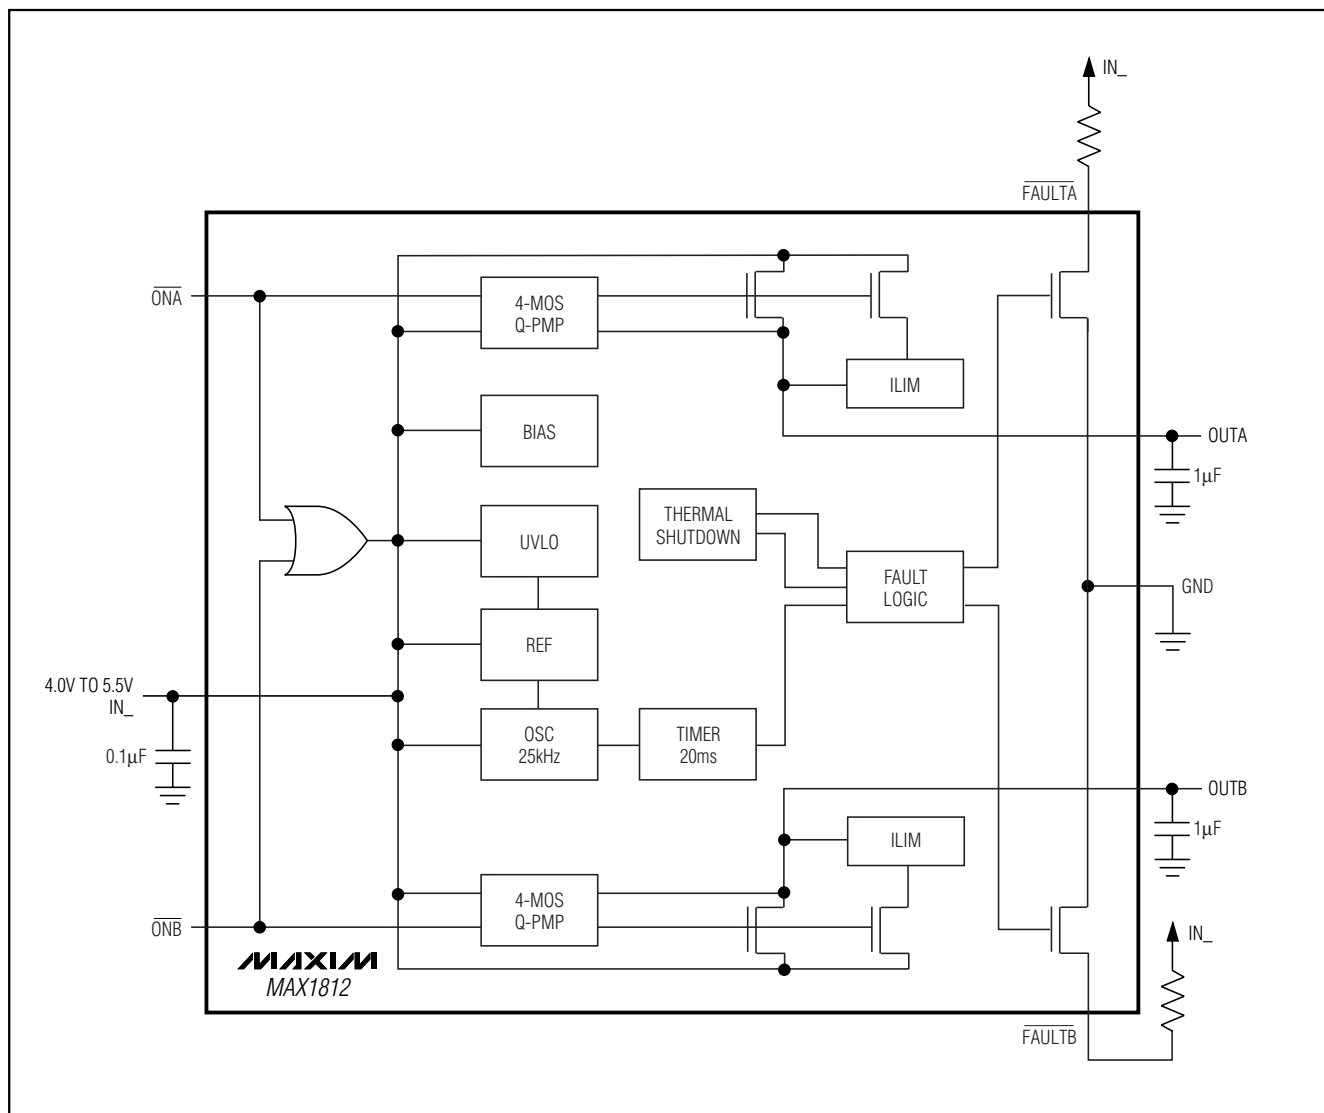 IN_
FAULTA
ONA
4-MOS
Q-PMP
ILIM
BIAS
OUTA
1µF
THERMAL
SHUTDOWN
UVLO
FAULT
LOGIC
GND
REF
4.0V TO 5.5V
IN_
OSC
25kHz
TIMER
20ms
0.1µF
OUTB
1µF
ILIM
4-MOS
Q-PMP
ONB
IN_
MAXIM
MAX1812
FAULTB